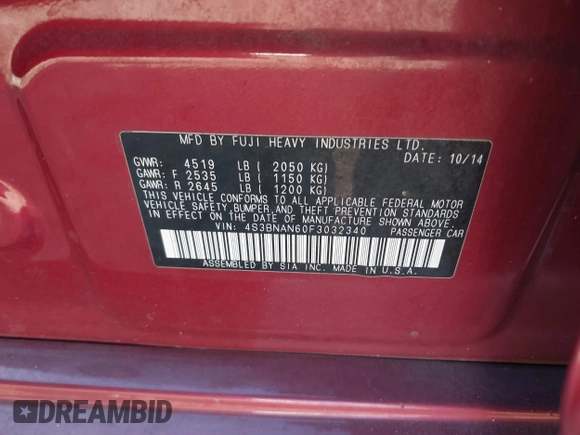 MFD BY FUJI HEAVY INDUSTRIES LTD.
DATE: 10/14
GVWR: 4519 LB ( 2050 KG)
GAWR: F 2535 LB ( 1150 KG)
GAWR: R 2645 LB ( 1200 KG)
THIS VEHICLE CONFORMS TO ALL APPLICABLE FEDERAL MOTOR
VEHICLE SAFETY BUMPER, AND THEFT PREVENTION STANDARDS
IN EFFECT ON THE DATE OF MANUFACTURE SHOWN ABOVE.
VIN: 4S3BNAN60F3032340 PASSENGER CAR
ASSEMBLED BY SIA INC. MADE IN U.S.A.
DREAMBID